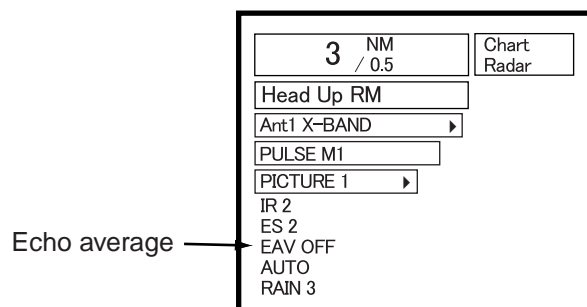 3 NM / 0.5
Chart
Radar
Head Up RM
Ant1 X-BAND
PULSE M1
PICTURE 1
IR 2
ES 2
Echo average
EAV OFF
AUTO
RAIN 3